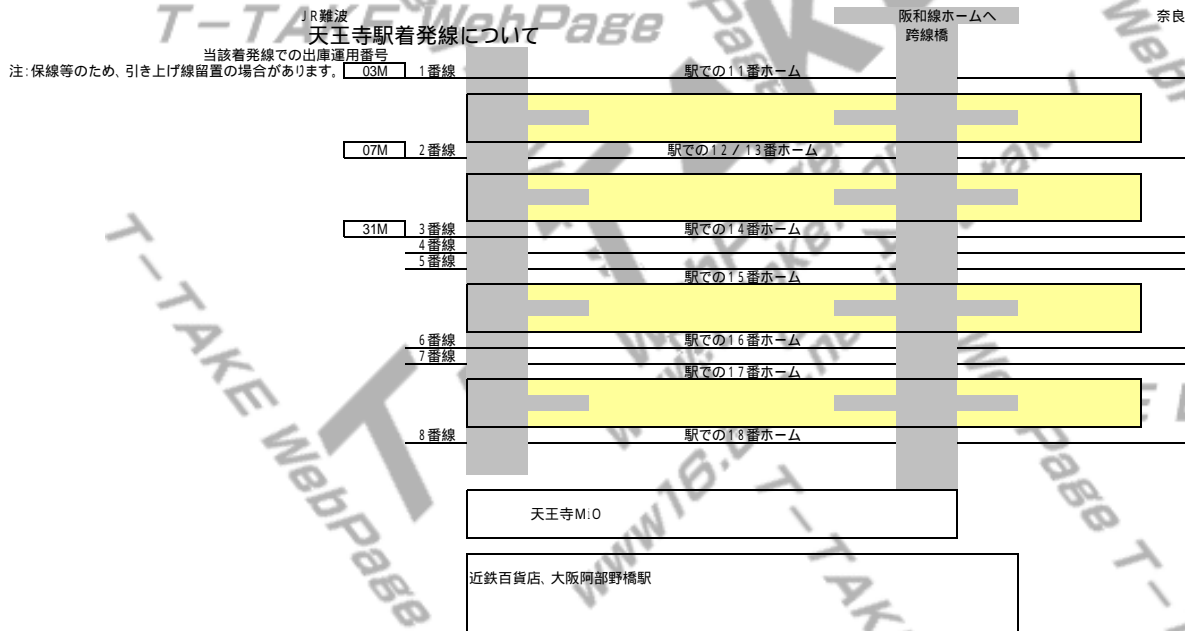 JR難波
阪和線ホームへ
奈良
天王寺駅着発線について
跨線橋
当該着発線での出庫運用番号
注:保線等のため、引き上げ線留置の場合があります。
03M
1番線
駅での11番ホーム
07M
2番線
駅での12/13番ホーム
31M
3番線
駅での14番ホーム
4番線
5番線
駅での15番ホーム
6番線
駅での16番ホーム
7番線
駅での17番ホーム
8番線
駅での18番ホーム
天王寺MiO
近鉄百貨店、大阪阿部野橋駅
T-TAKE WebPage
T-TAKE WebPage